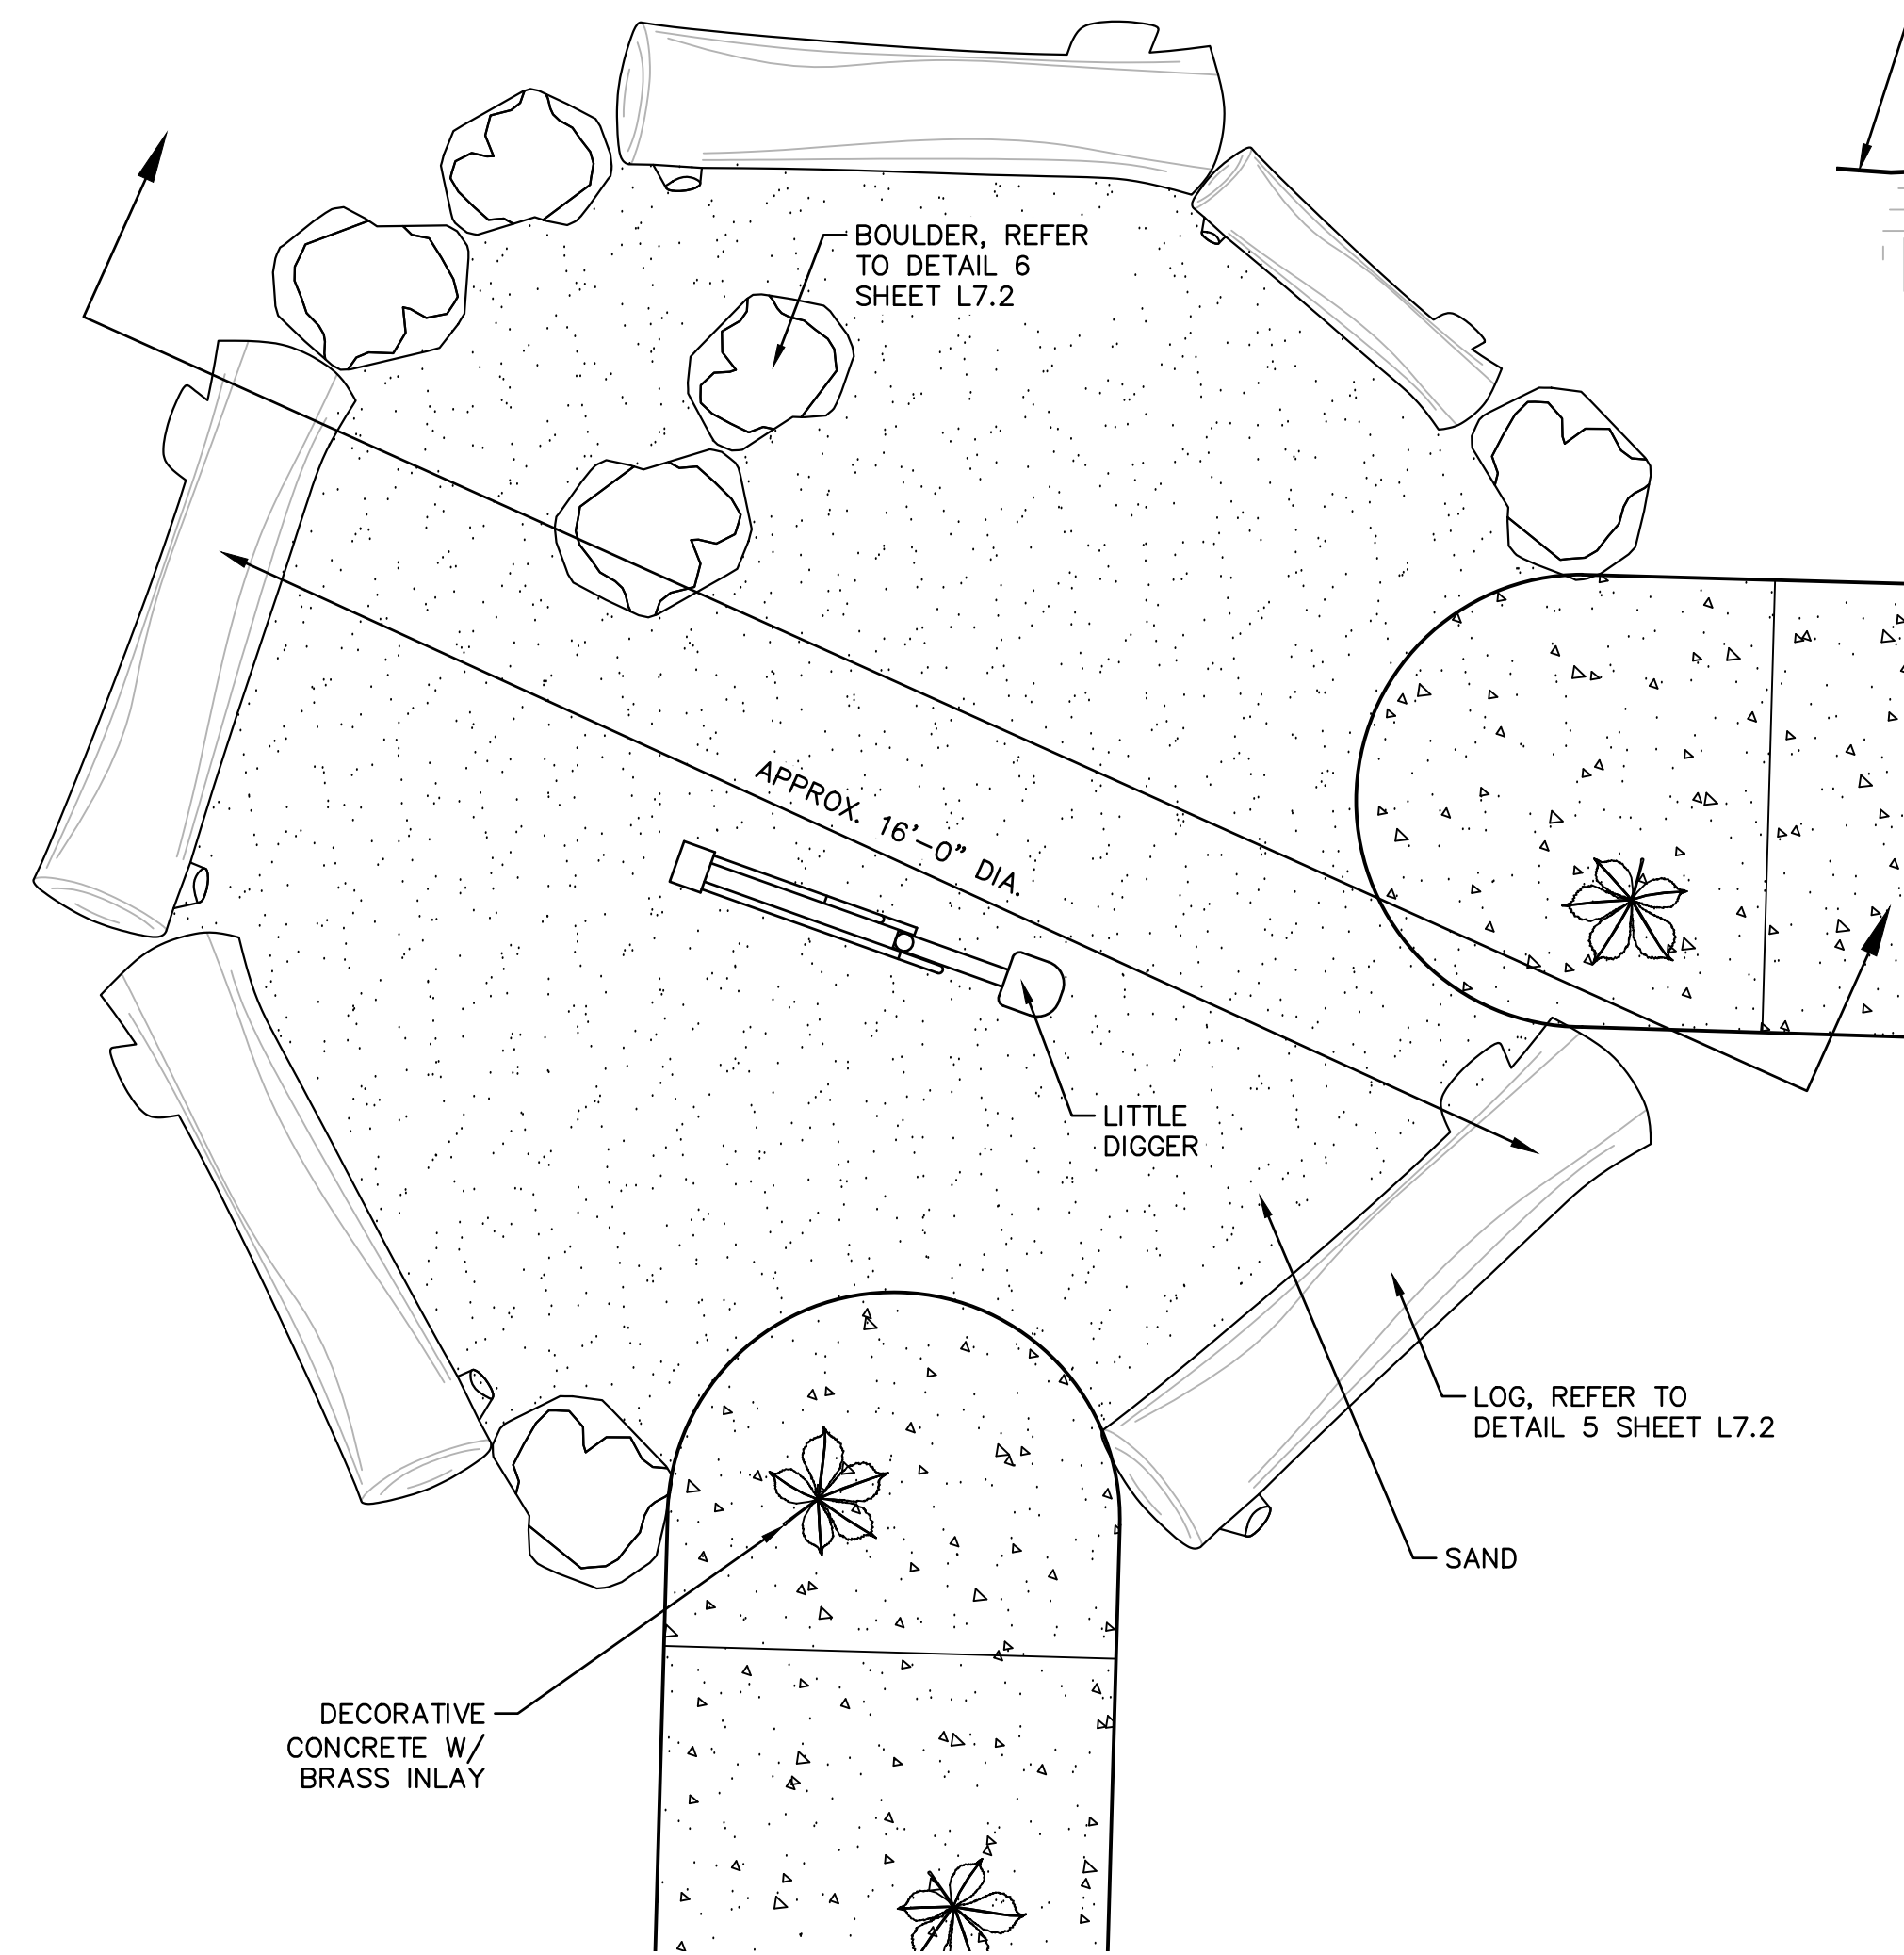 BOULDER, REFER
TO DETAIL 6
SHEET L7.2
APPROX. 16'-0" DIA.
LITTLE
DIGGER
LOG, REFER TO
DETAIL 5 SHEET L7.2
SAND
DECORATIVE
CONCRETE W/
BRASS INLAY